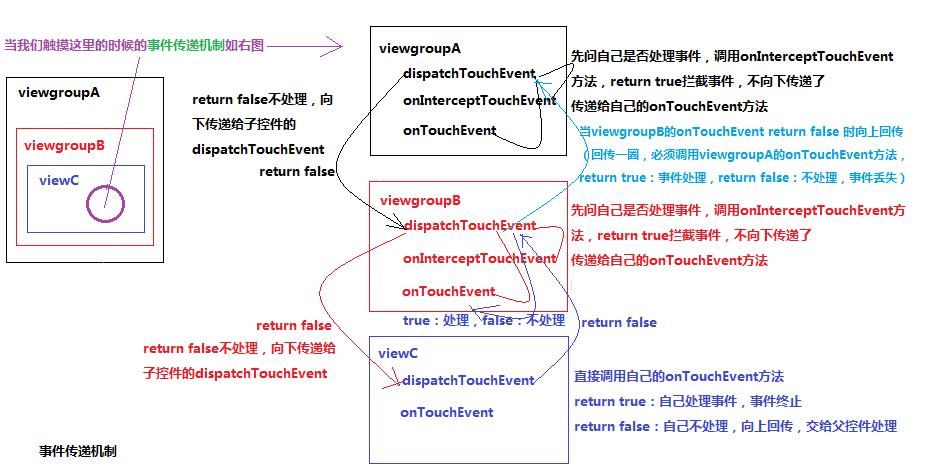 当我们触摸这里的时候的事件传递机制如右图
viewgroupA
viewgroupB
viewC
return false不处理，向
下传递给子控件的
dispatchTouchEvent
return false
viewgroupA
dispatchTouchEvent
onInterceptTouchEvent
onTouchEvent
先问自己是否处理事件，调用onInterceptTouchEvent
方法，return true拦截事件，不向下传递了
传递给自己的onTouchEvent方法
当viewgroupB的onTouchEvent return false 时向上回传
（回传一圈，必须调用viewgroupA的onTouchEvent方法，
return true：事件处理，return false：不处理，事件丢失）
viewgroupB
dispatchTouchEvent
onInterceptTouchEvent
onTouchEvent
先问自己是否处理事件，调用onInterceptTouchEvent方
法，return true拦截事件，不向下传递了
传递给自己的onTouchEvent方法
true：处理，false：不处理
return false
return false
return false不处理，向下传递给
子控件的dispatchTouchEvent
viewC
dispatchTouchEvent
onTouchEvent
直接调用自己的onTouchEvent方法
return true：自己处理事件，事件终止
return false：自己不处理，向上回传，交给父控件处理
事件传递机制